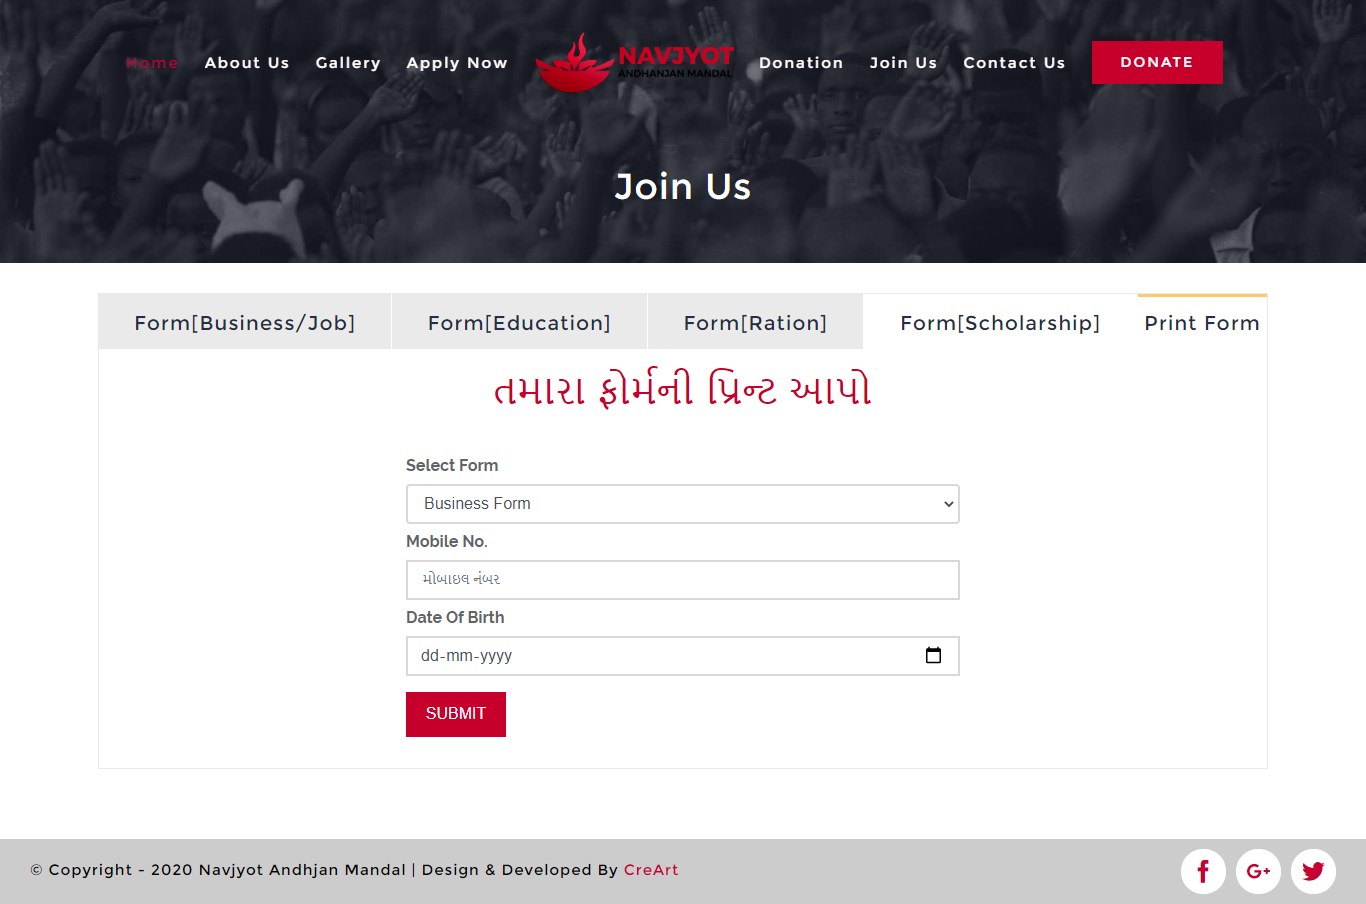 Home About Us Gallery Apply Now NAVJYOT ANDHANJAN MANDAL Donation Join Us Contact Us DONATE
Join Us
Form[Business/Job] Form[Education] Form[Ration] Form[Scholarship] Print Form
તમારા ફોર્મની પ્રિન્ટ આપો
Select Form
Business Form
Mobile No.
મોબાઇલ નંબર
Date Of Birth
dd-mm-yyyy
SUBMIT
© Copyright - 2020 Navjyot Andhjan Mandal | Design & Developed By CreArt